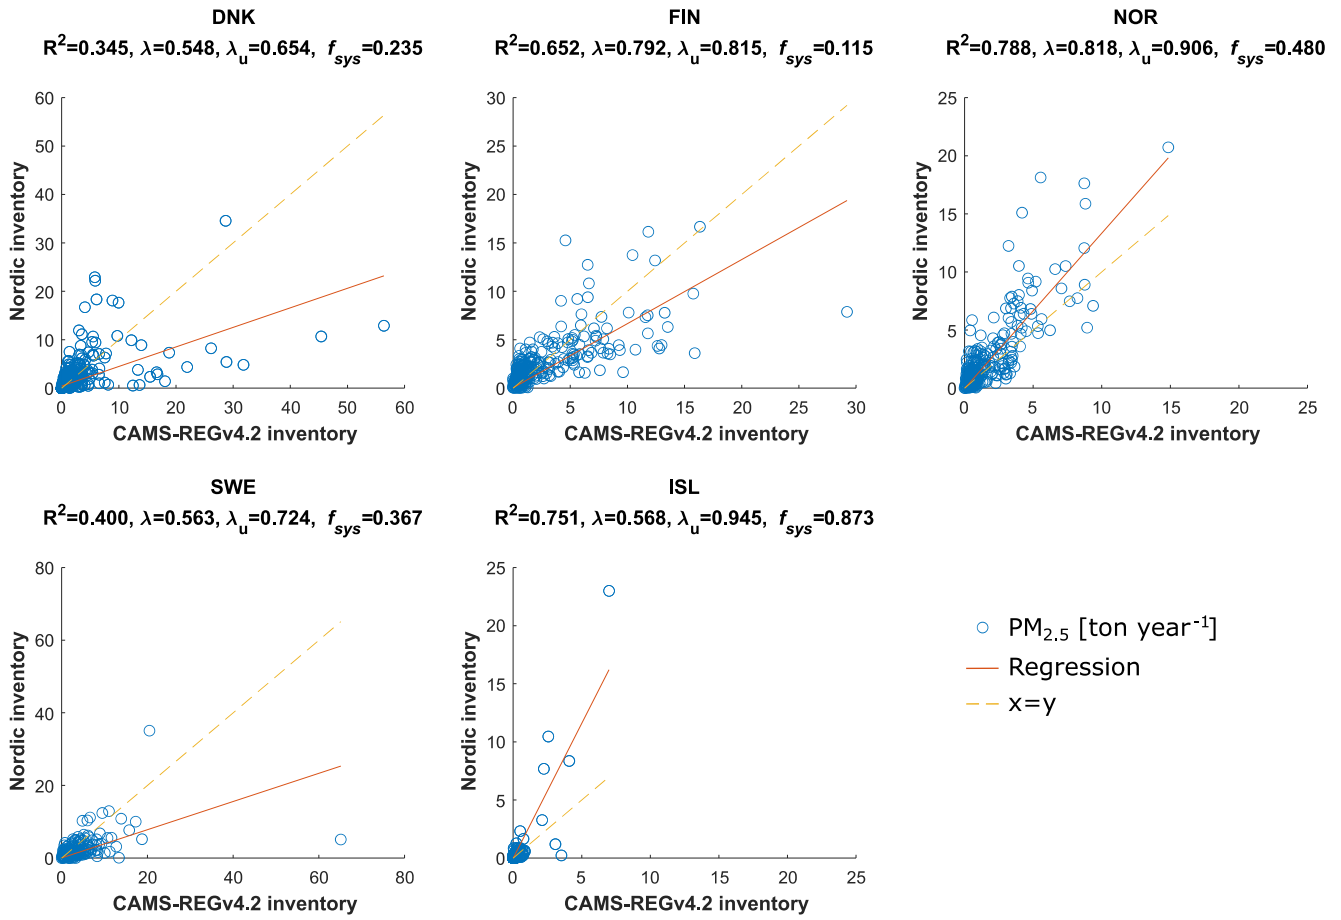 DNK
R²=0.345, λ=0.548, λᵤ=0.654, f_sys=0.235
60
50
40
30
20
10
0
0 10 20 30 40 50 60
Nordic inventory
CAMS-REGv4.2 inventory
FIN
R²=0.652, λ=0.792, λᵤ=0.815, f_sys=0.115
30
25
20
15
10
5
0
0 5 10 15 20 25 30
Nordic inventory
CAMS-REGv4.2 inventory
NOR
R²=0.788, λ=0.818, λᵤ=0.906, f_sys=0.480
25
20
15
10
5
0
0 5 10 15 20 25
Nordic inventory
CAMS-REGv4.2 inventory
SWE
R²=0.400, λ=0.563, λᵤ=0.724, f_sys=0.367
80
60
40
20
0
0 20 40 60 80
Nordic inventory
CAMS-REGv4.2 inventory
ISL
R²=0.751, λ=0.568, λᵤ=0.945, f_sys=0.873
25
20
15
10
5
0
0 5 10 15 20 25
Nordic inventory
CAMS-REGv4.2 inventory
PM₂.₅ [ton year⁻¹]
Regression
x=y